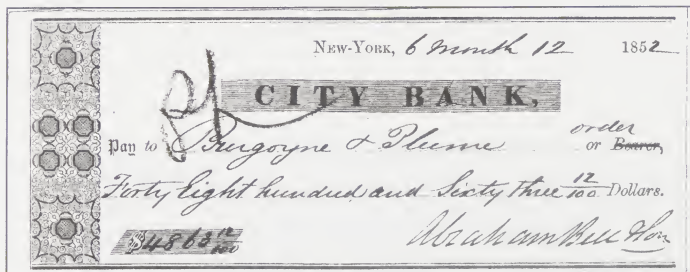 NEW-YORK, 6 month 12 1852
CITY BANK,
order
Pay to Burgoyne & Plume or Bearer,
Forty Eight hundred and Sixty three 12/100 Dollars.
$4863 12/100
Abraham Bell & Son